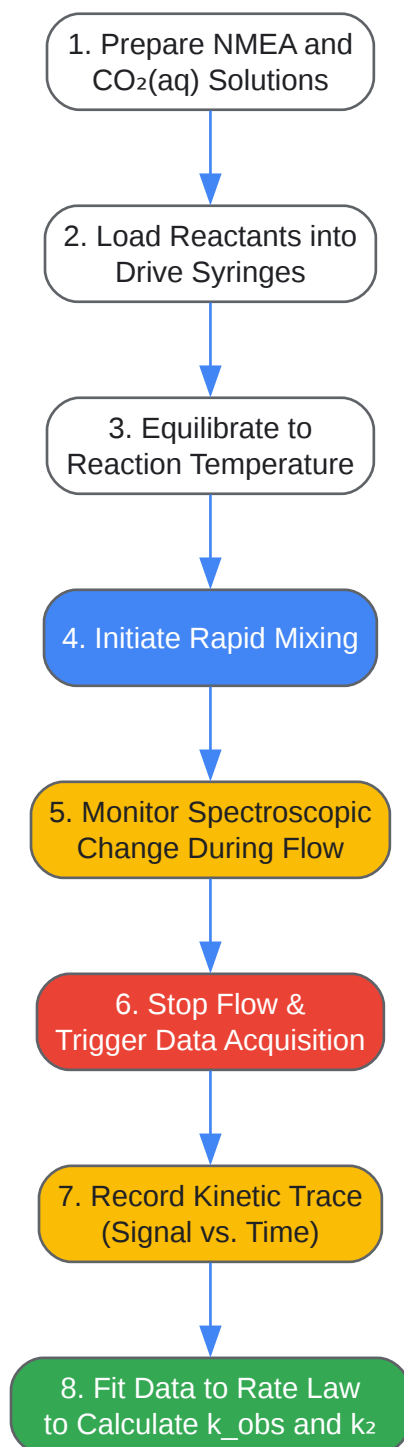 1. Prepare NMEA and
CO₂(aq) Solutions
2. Load Reactants into
Drive Syringes
3. Equilibrate to
Reaction Temperature
4. Initiate Rapid Mixing
5. Monitor Spectroscopic
Change During Flow
6. Stop Flow &
Trigger Data Acquisition
7. Record Kinetic Trace
(Signal vs. Time)
8. Fit Data to Rate Law
to Calculate k_obs and k₂